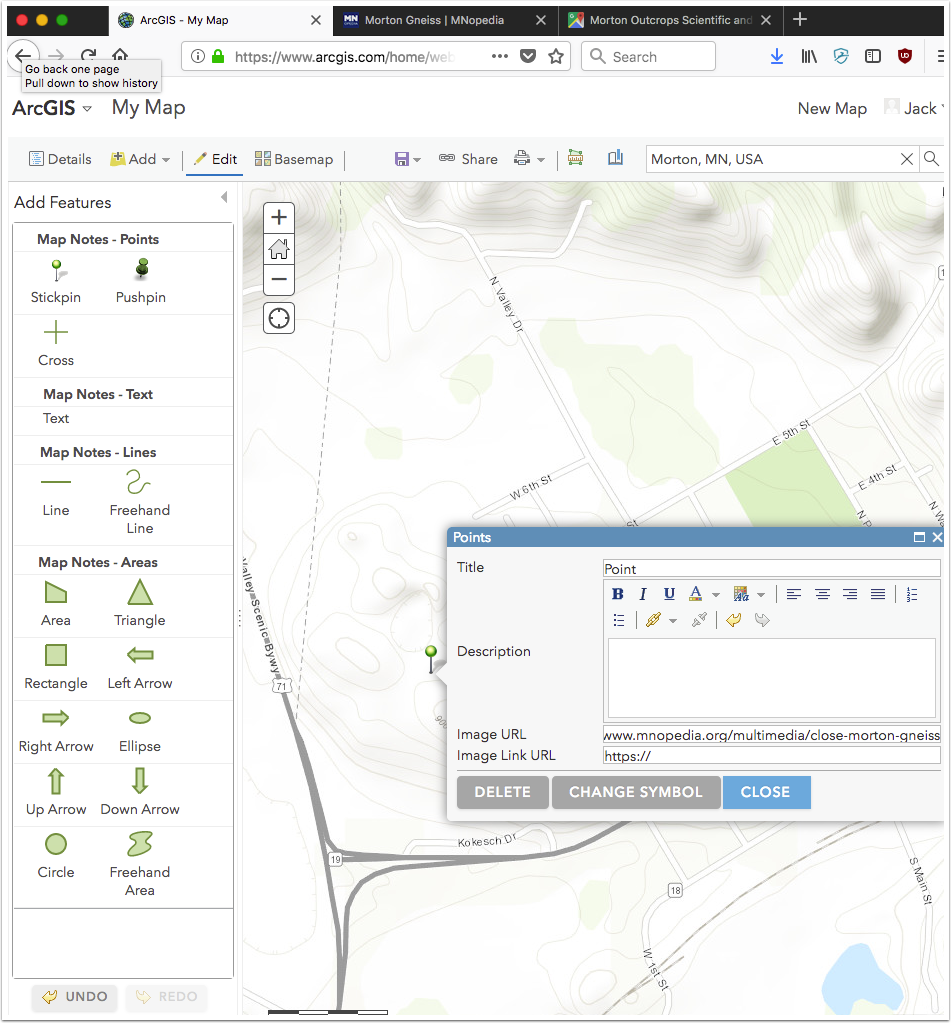 ArcGIS - My Map
MN Morton Gneiss | MNopedia
Morton Outcrops Scientific and
https://www.arcgis.com/home/web
Search
Go back one page
Pull down to show history
ArcGIS My Map
New Map Jack
Details Add Edit Basemap Share Morton, MN, USA
Add Features
Map Notes - Points
Stickpin Pushpin
Cross
Map Notes - Text
Text
Map Notes - Lines
Line Freehand
Line
Map Notes - Areas
Area Triangle
Rectangle Left Arrow
Right Arrow Ellipse
Up Arrow Down Arrow
Circle Freehand
Area
UNDO REDO
N Valley Dr
E 5th St
W 6th St
E 4th St
Valley Scenic Bywy
71
Points
Title Point
B I U A
Description
Image URL www.mnopedia.org/multimedia/close-morton-gneiss
Image Link URL https://
DELETE CHANGE SYMBOL CLOSE
Kokesch Dr
19
18
S Main St
W 1st St